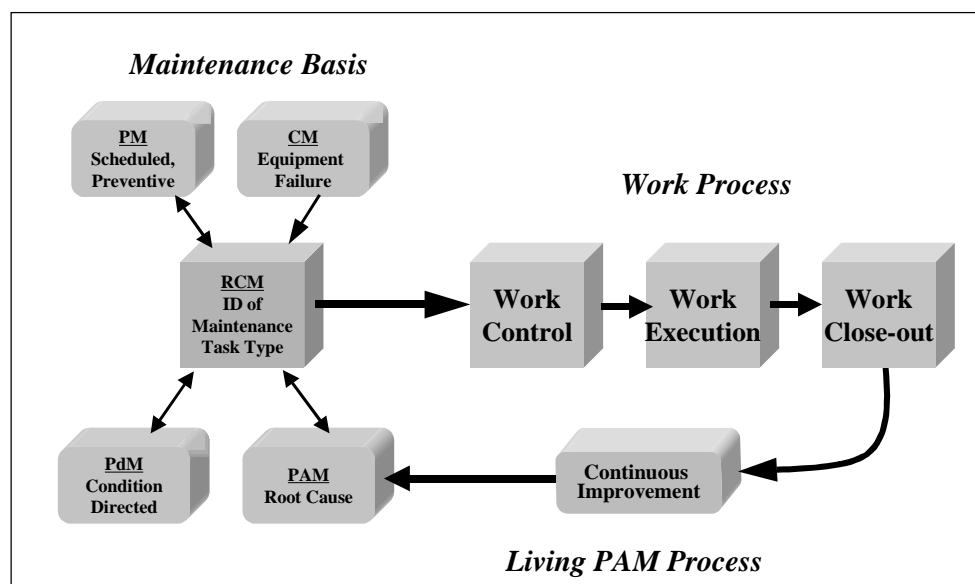 Maintenance Basis
PM
Scheduled,
Preventive
CM
Equipment
Failure
Work Process
RCM
ID of
Maintenance
Task Type
Work
Control
Work
Execution
Work
Close-out
PdM
Condition
Directed
PAM
Root Cause
Continuous
Improvement
Living PAM Process